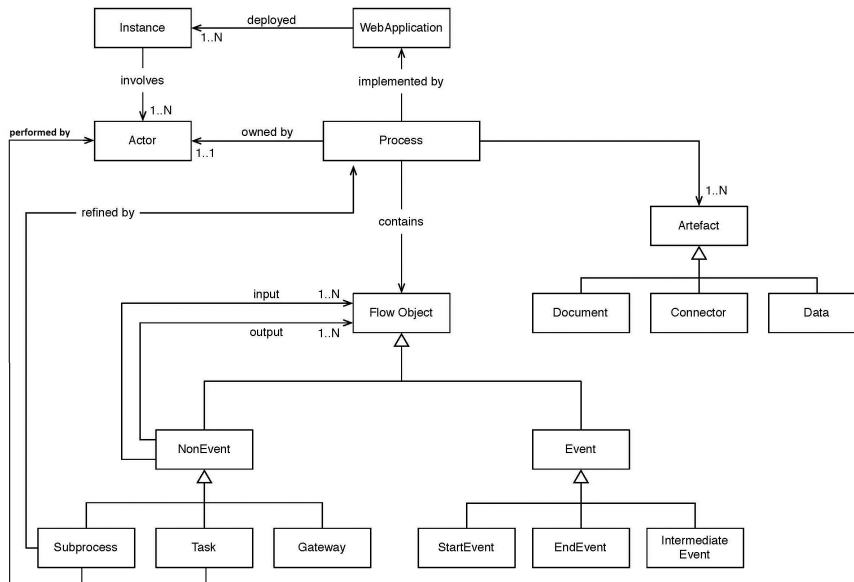 Instance
deployed
WebApplication
1..N
involves
implemented by
1..N
performed by
Actor
owned by
Process
1..1
1..N
refined by
contains
Artefact
input
1..N
Flow Object
output
1..N
Document
Connector
Data
NonEvent
Event
Subprocess
Task
Gateway
StartEvent
EndEvent
Intermediate
Event